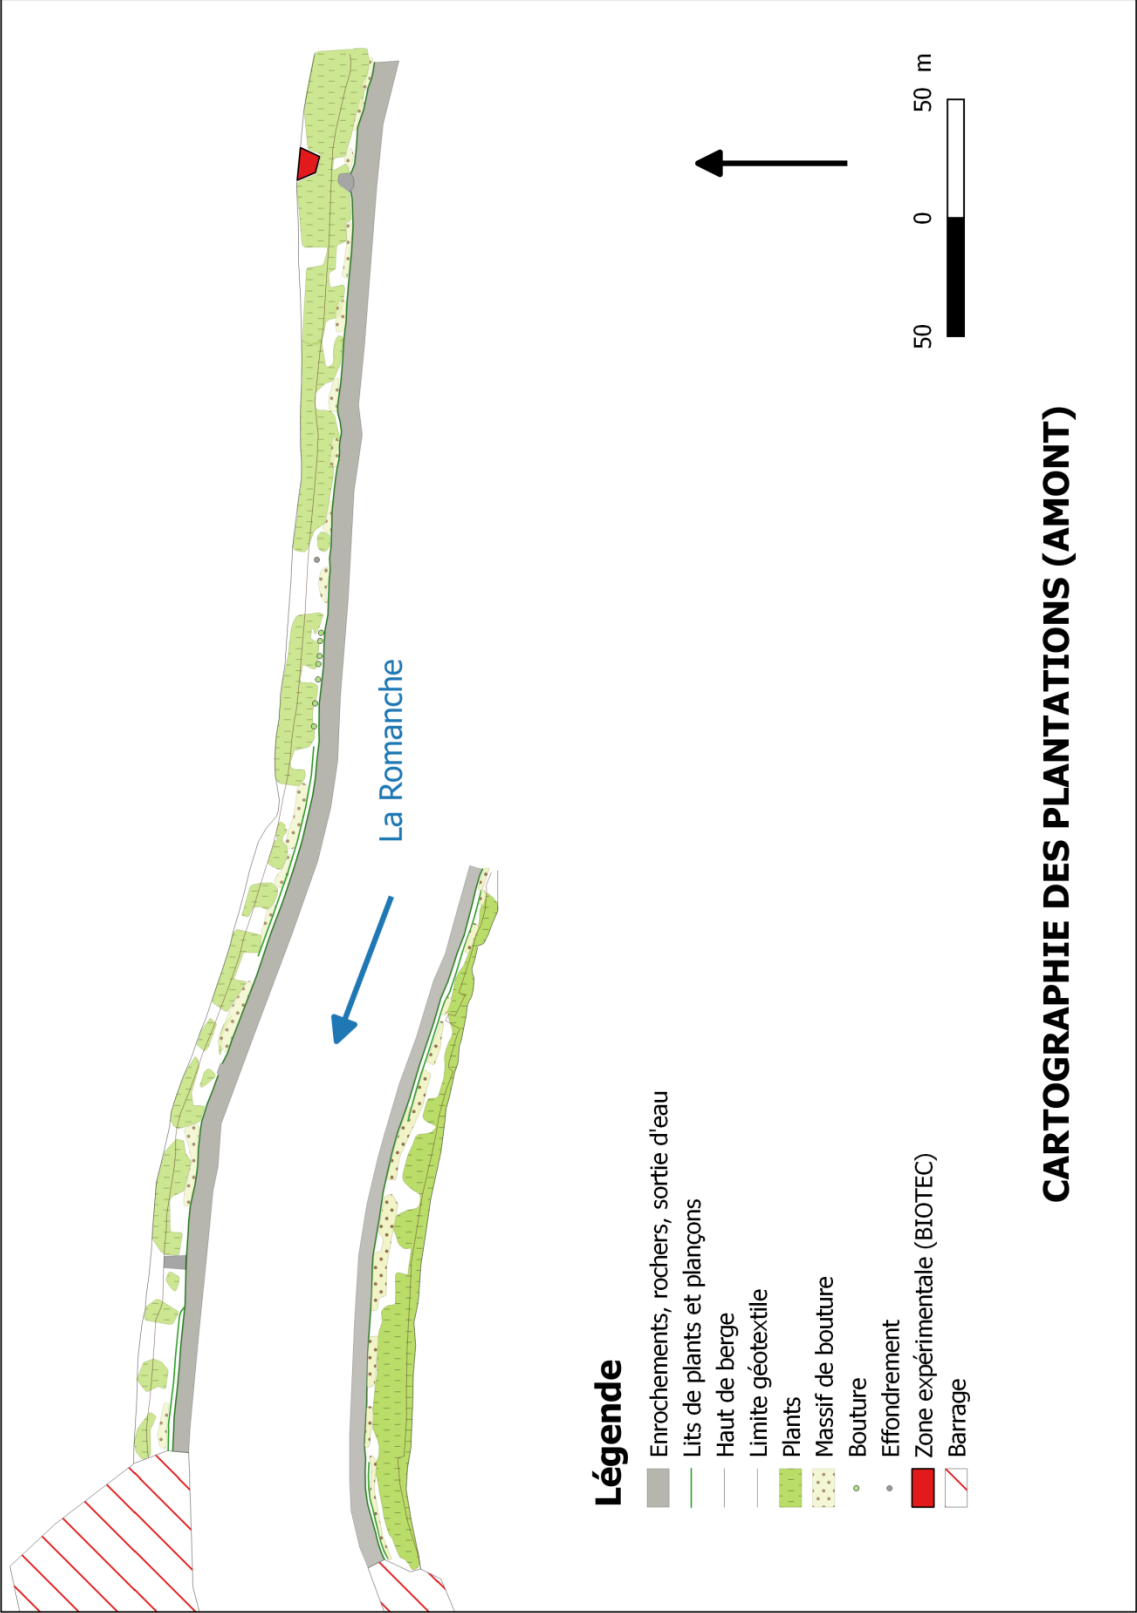 La Romanche
Légende
Enrochements, rochers, sortie d'eau
Lits de plants et plançons
Haut de berge
Limite géotextile
Plants
Massif de bouture
Bouture
Effondrement
Zone expérimentale (BIOTEC)
Barrage
50 0 50 m
CARTOGRAPHIE DES PLANTATIONS (AMONT)